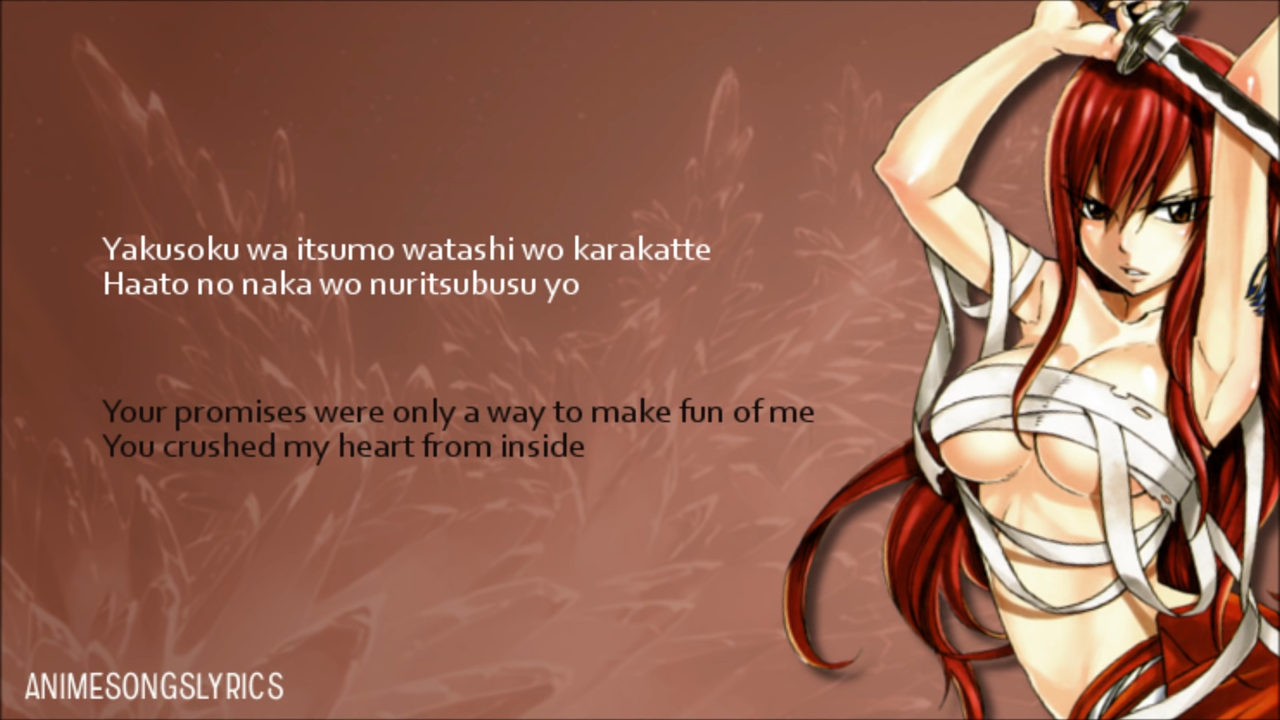 Yakusoku wa itsumo watashi wo karakatte
Haato no naka wo nuritsubusu yo
Your promises were only a way to make fun of me
You crushed my heart from inside
ANIMESONGSLYRICS